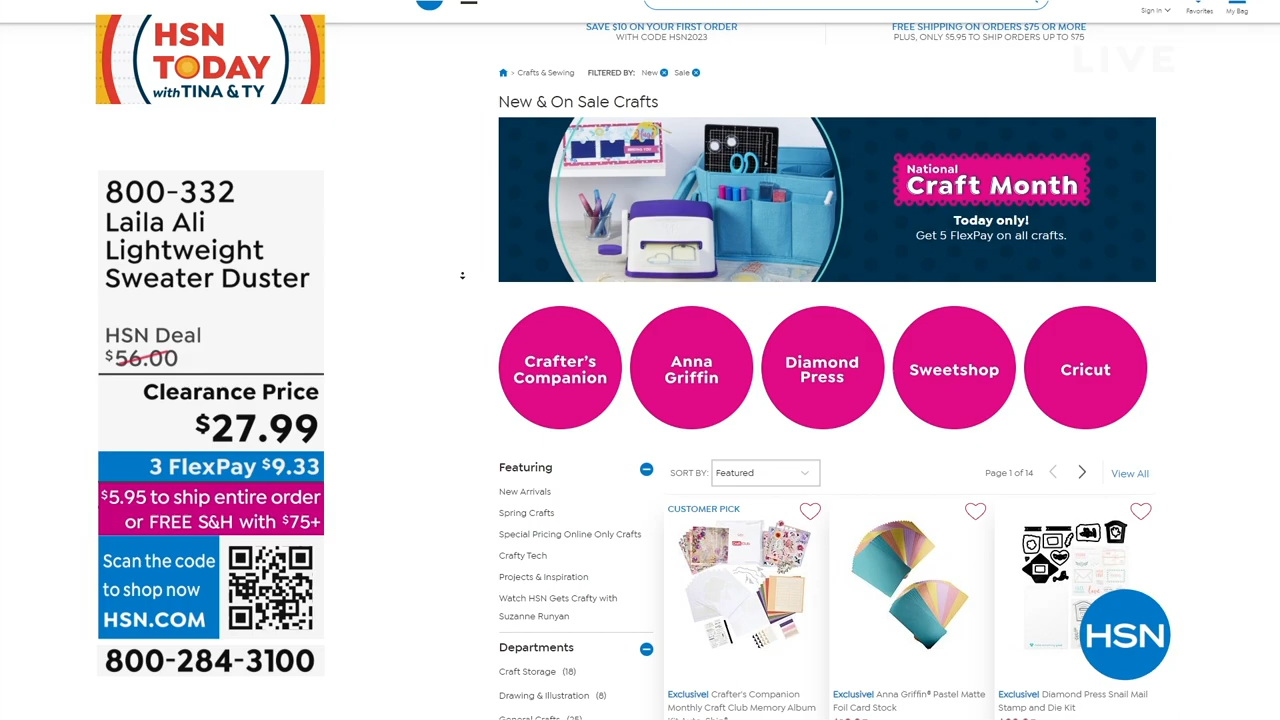 HSN
TODAY
with TINA & TY
800-332
Laila Ali
Lightweight
Sweater Duster
HSN Deal
$56.00
Clearance Price
$27.99
3 FlexPay $9.33
$5.95 to ship entire order
or FREE S&H with $75+
Scan the code
to shop now
HSN.COM
800-284-3100
Sign In
Favorites
My Bag
SAVE $10 ON YOUR FIRST ORDER
WITH CODE HSN2023
FREE SHIPPING ON ORDERS $75 OR MORE
PLUS, ONLY $5.95 TO SHIP ORDERS UP TO $75
LIVE
> Crafts & Sewing FILTERED BY: New Sale
New & On Sale Crafts
National
Craft Month
Today only!
Get 5 FlexPay on all crafts.
Crafter's
Companion
Anna
Griffin
Diamond
Press
Sweetshop
Cricut
Featuring
New Arrivals
Spring Crafts
Special Pricing Online Only Crafts
Crafty Tech
Projects & Inspiration
Watch HSN Gets Crafty with
Suzanne Runyan
Departments
Craft Storage (18)
Drawing & Illustration (8)
General Crafts (25)
SORT BY: Featured
Page 1 of 14
View All
CUSTOMER PICK
Exclusive! Crafter's Companion
Monthly Craft Club Memory Album
Exclusive! Anna Griffin® Pastel Matte
Foil Card Stock
Exclusive! Diamond Press Snail Mail
Stamp and Die Kit
HSN